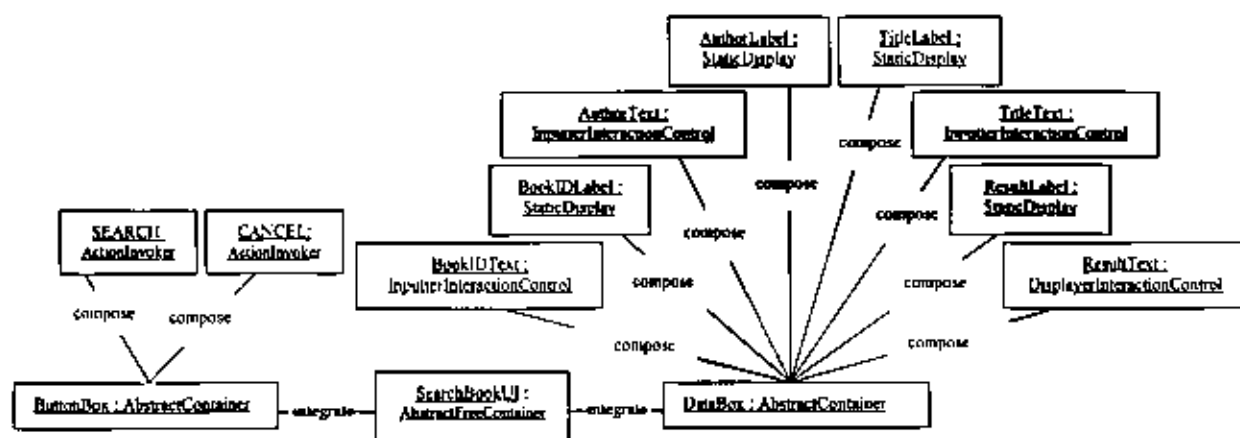 AuthorLabel :
StaticDisplay
TitleLabel :
StaticDisplay
AuthorText :
InputterInteractionControl
TitleText :
InputterInteractionControl
compose
compose
compose
compose
BookIDLabel :
StaticDisplay
ResultLabel :
StaticDisplay
SEARCH:
ActionInvoker
CANCEL:
ActionInvoker
compose
compose
BookIDText :
InputterInteractionControl
ResultText :
DisplayerInteractionControl
compose
compose
compose
compose
compose
compose
ButtonBox : AbstractContainer
integrate
SearchBookUI :
AbstractFreeContainer
integrate
DataBox : AbstractContainer